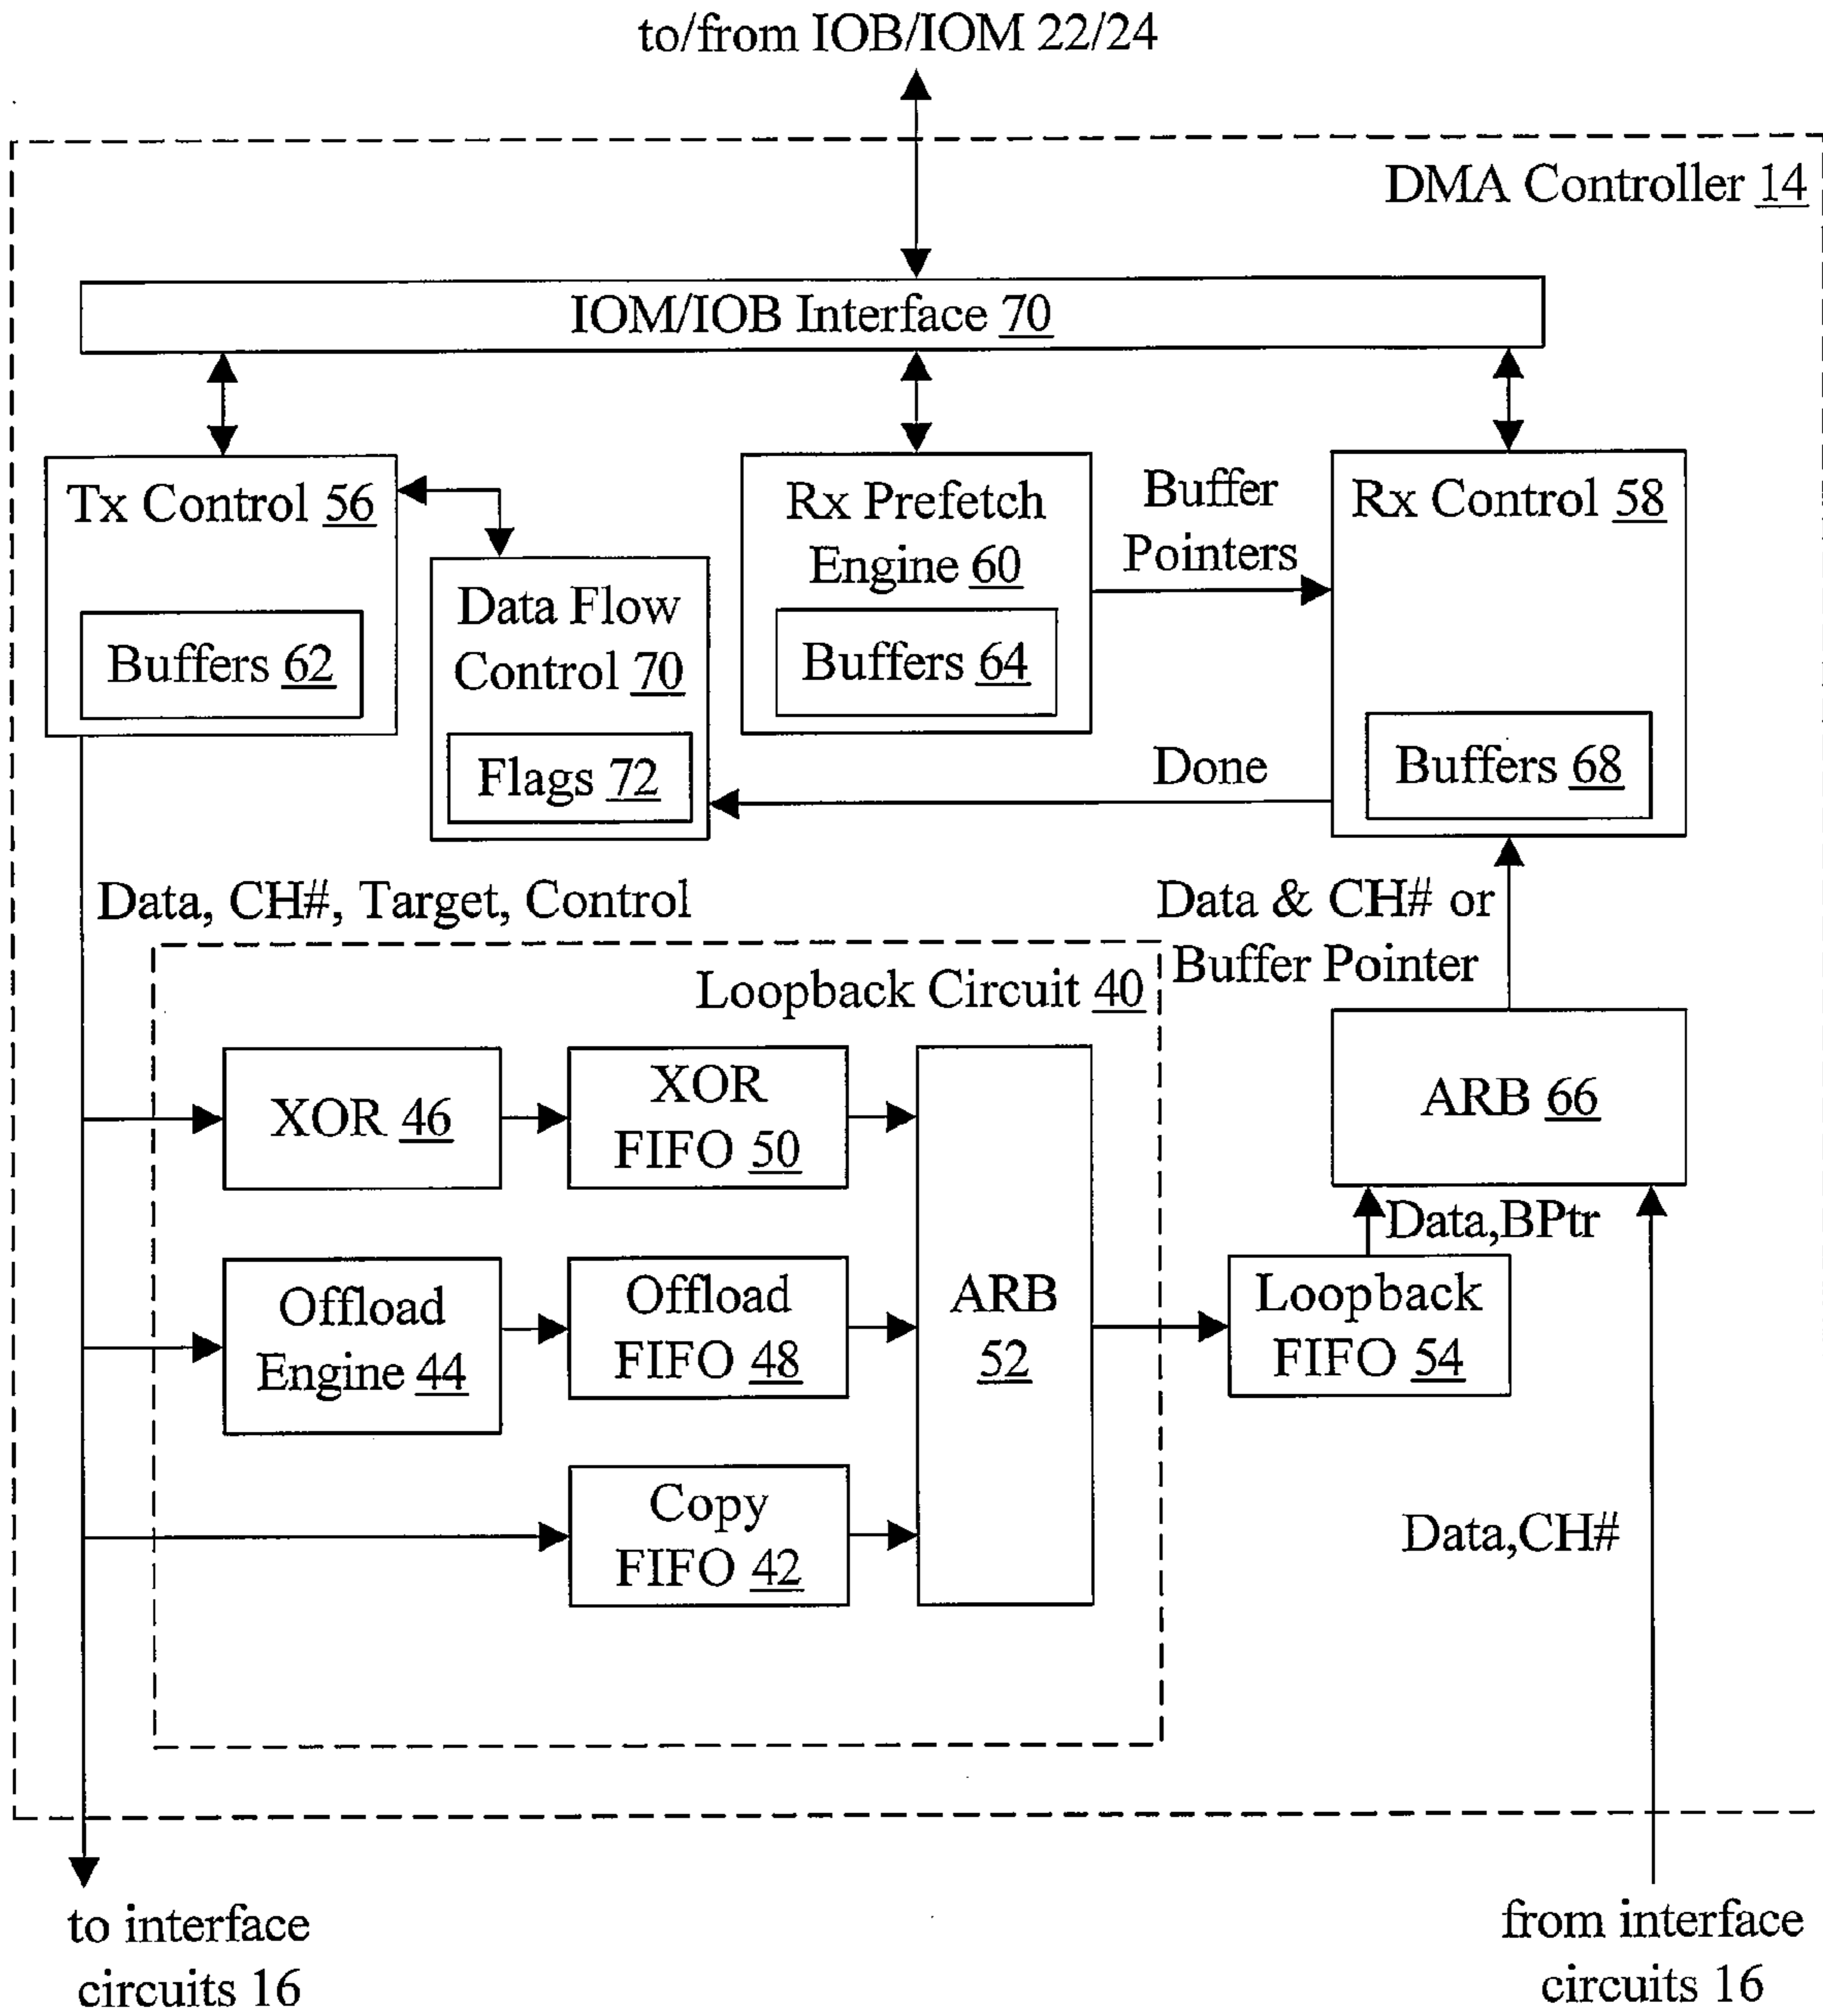 to/from IOB/IOM 22/24
DMA Controller 14
IOM/IOB Interface 70
Tx Control 56
Buffers 62
Data Flow
Control 70
Flags 72
Rx Prefetch
Engine 60
Buffers 64
Buffer
Pointers
Rx Control 58
Buffers 68
Done
Data, CH#, Target, Control
Data & CH# or
Buffer Pointer
Loopback Circuit 40
XOR 46
XOR
FIFO 50
ARB 66
Data,BPtr
Offload
Engine 44
Offload
FIFO 48
ARB
52
Loopback
FIFO 54
Copy
FIFO 42
Data,CH#
to interface
circuits 16
from interface
circuits 16